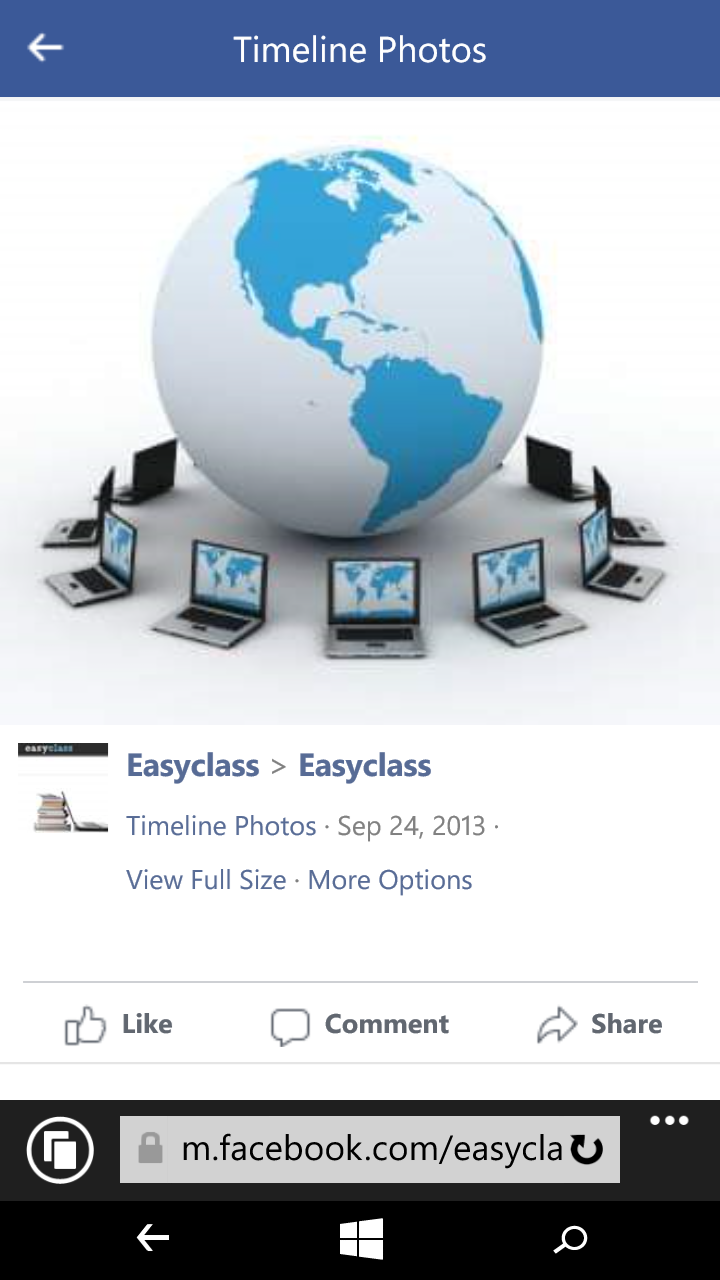 Timeline Photos
easyclass
Easyclass > Easyclass
Timeline Photos · Sep 24, 2013 ·
View Full Size · More Options
Like Comment Share
m.facebook.com/easycla